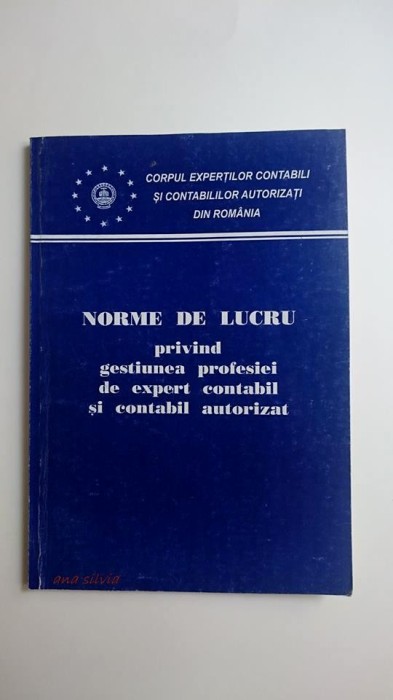 CORPUL EXPERȚILOR CONTABILI
ȘI CONTABILILOR AUTORIZAȚI
DIN ROMÂNIA
NORME DE LUCRU
privind
gestiunea profesiei
de expert contabil
și contabil autorizat
ana silvia